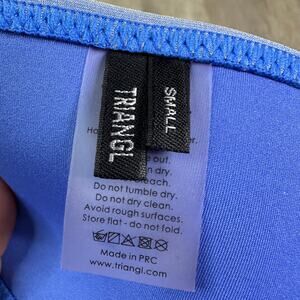 TRIANGL
SMALL
out.
dry.
bleach.
Do not tumble dry.
Do not dry clean.
Avoid rough surfaces.
Store flat - do not fold.
Made in PRC
www.triangl.com